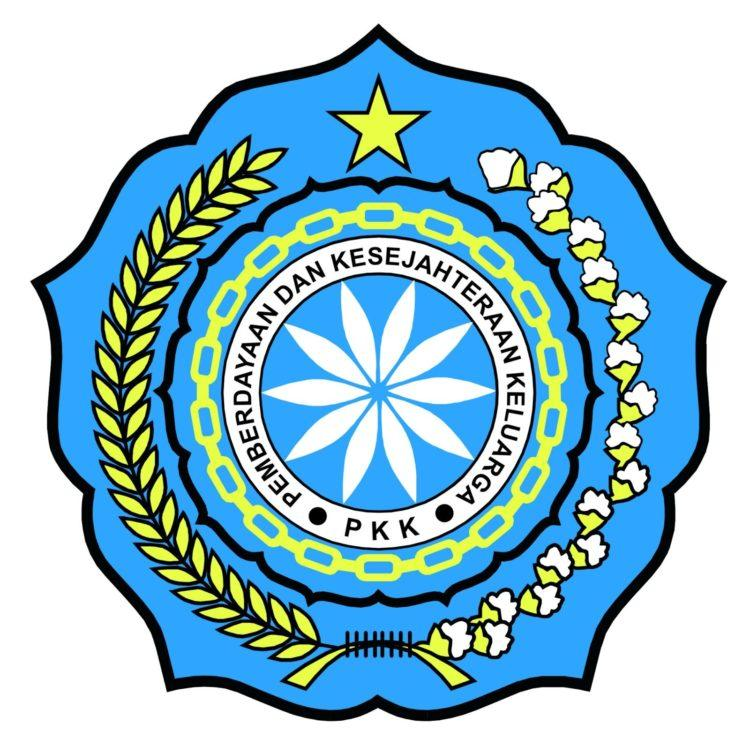 PEMBERDAYAAN DAN KESEJAHTERAAN KELUARGA
• PKK •